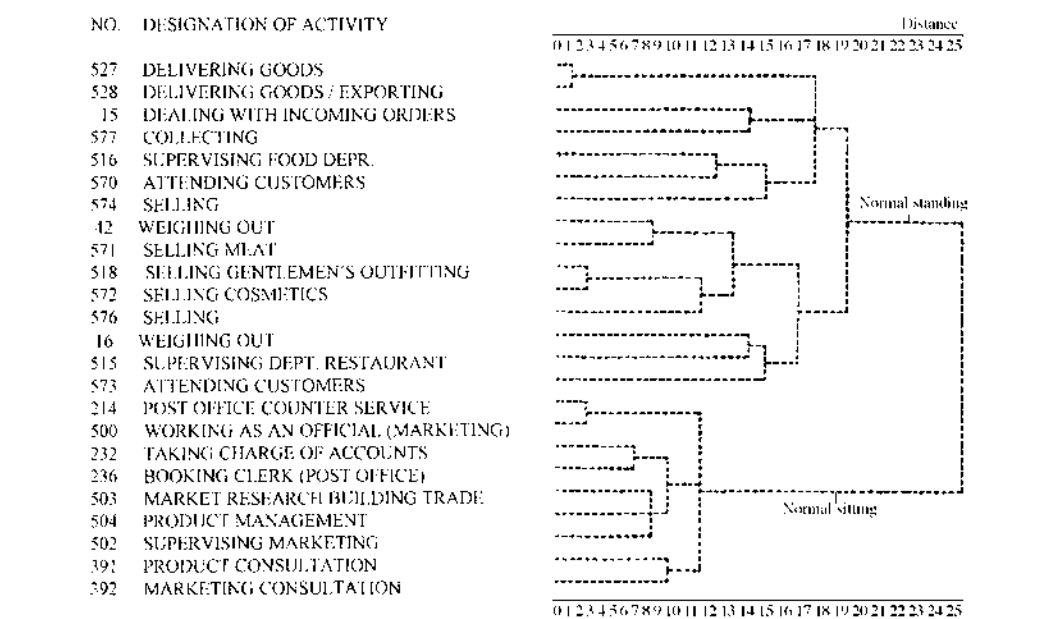 NO. DESIGNATION OF ACTIVITY Distance
0 1 2 3 4 5 6 7 8 9 10 11 12 13 14 15 16 17 18 19 20 21 22 23 24 25
527 DELIVERING GOODS
528 DELIVERING GOODS / EXPORTING
15 DEALING WITH INCOMING ORDERS
577 COLLECTING
516 SUPERVISING FOOD DEPR.
570 ATTENDING CUSTOMERS
574 SELLING
Normal standing
42 WEIGHING OUT
571 SELLING MEAT
518 SELLING GENTLEMEN'S OUTFITTING
572 SELLING COSMETICS
576 SELLING
16 WEIGHING OUT
515 SUPERVISING DEPT. RESTAURANT
573 ATTENDING CUSTOMERS
214 POST OFFICE COUNTER SERVICE
500 WORKING AS AN OFFICIAL (MARKETING)
232 TAKING CHARGE OF ACCOUNTS
236 BOOKING CLERK (POST OFFICE)
503 MARKET RESEARCH BUILDING TRADE
Normal sitting
504 PRODUCT MANAGEMENT
502 SUPERVISING MARKETING
391 PRODUCT CONSULTATION
392 MARKETING CONSULTATION
0 1 2 3 4 5 6 7 8 9 10 11 12 13 14 15 16 17 18 19 20 21 22 23 24 25